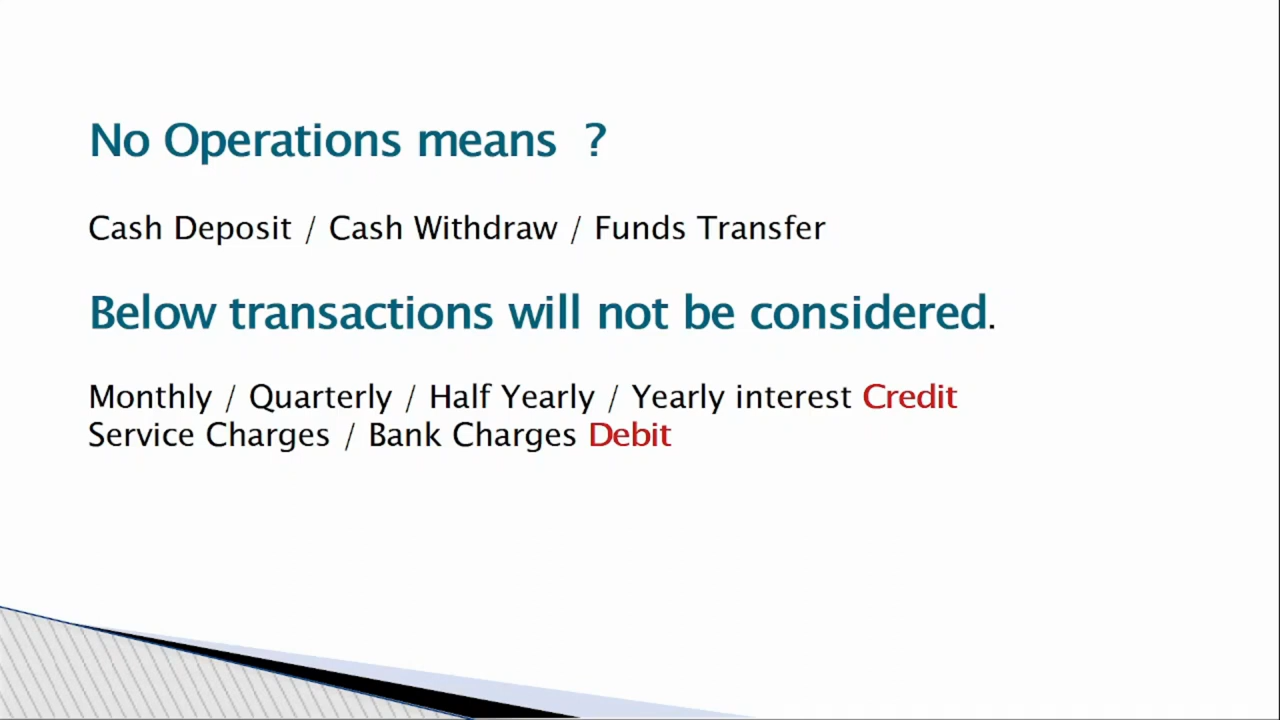 No Operations means ?
Cash Deposit / Cash Withdraw / Funds Transfer
Below transactions will not be considered.
Monthly / Quarterly / Half Yearly / Yearly interest Credit
Service Charges / Bank Charges Debit